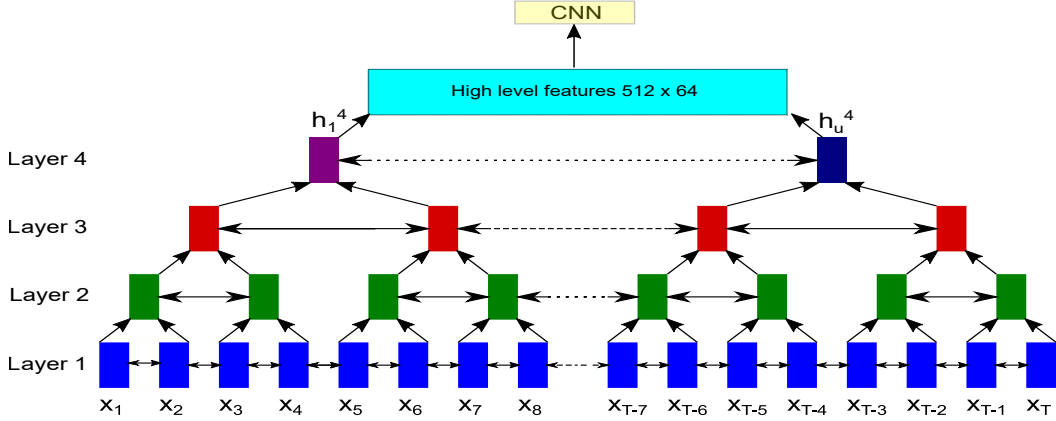 CNN
High level features 512 x 64
h₁⁴ hᵤ⁴
Layer 4
Layer 3
Layer 2
Layer 1
x₁ x₂ x₃ x₄ x₅ x₆ x₇ x₈ x_T-7 x_T-6 x_T-5 x_T-4 x_T-3 x_T-2 x_T-1 x_T